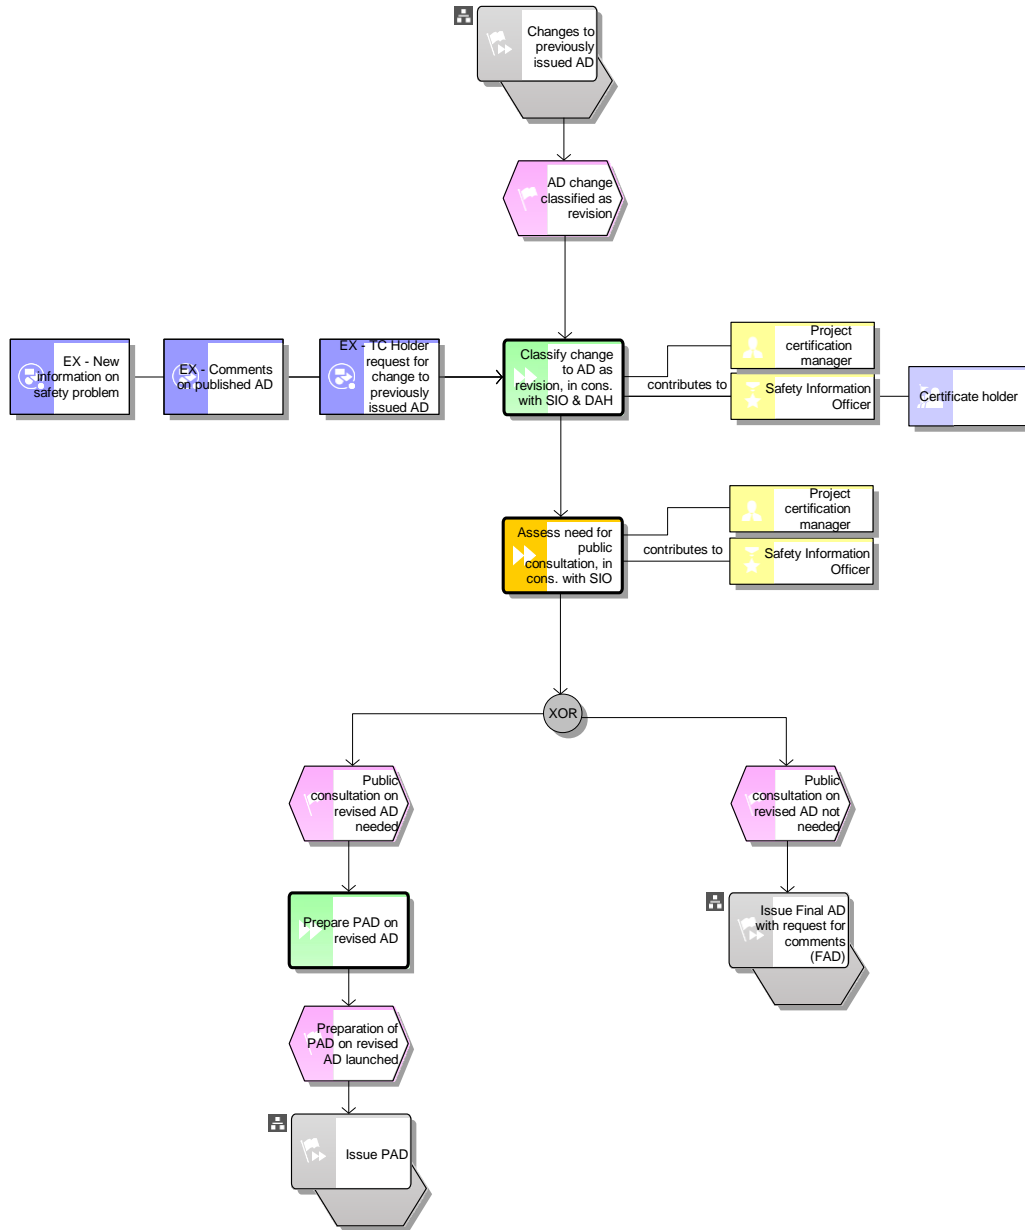 Changes to
previously
issued AD
AD change
classified as
revision
EX - New
information on
safety problem
EX - Comments
on published AD
EX - TC Holder
request for
change to
previously
issued AD
Classify change
to AD as
revision, in cons.
with SIO & DAH
Project
certification
manager
contributes to
Safety Information
Officer
Certificate holder
Assess need for
public
consultation, in
cons. with SIO
Project
certification
manager
contributes to
Safety Information
Officer
XOR
Public
consultation on
revised AD
needed
Public
consultation on
revised AD not
needed
Prepare PAD on
revised AD
Issue Final AD
with request for
comments
(FAD)
Preparation of
PAD on revised
AD launched
Issue PAD